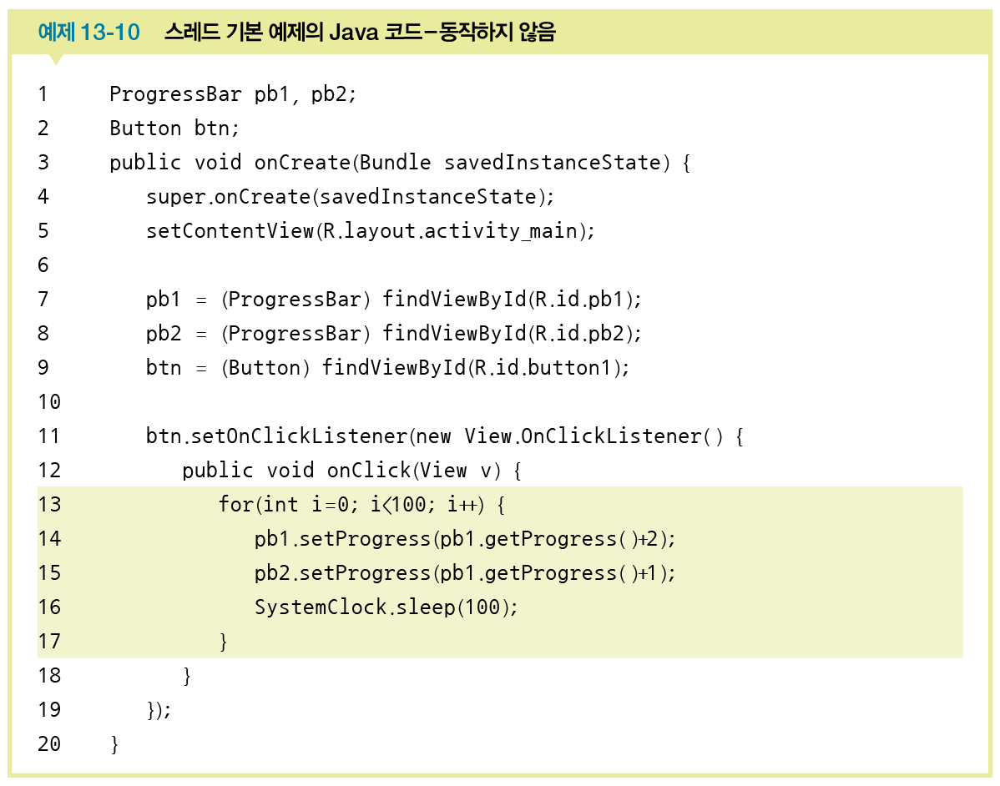 예제 13-10 스레드 기본 예제의 Java 코드-동작하지 않음
1 ProgressBar pb1, pb2;
2 Button btn;
3 public void onCreate(Bundle savedInstanceState) {
4 super.onCreate(savedInstanceState);
5 setContentView(R.layout.activity_main);
6
7 pb1 = (ProgressBar) findViewById(R.id.pb1);
8 pb2 = (ProgressBar) findViewById(R.id.pb2);
9 btn = (Button) findViewById(R.id.button1);
10
11 btn.setOnClickListener(new View.OnClickListener() {
12 public void onClick(View v) {
13 for(int i=0; i<100; i++) {
14 pb1.setProgress(pb1.getProgress()+2);
15 pb2.setProgress(pb1.getProgress()+1);
16 SystemClock.sleep(100);
17 }
18 }
19 });
20 }